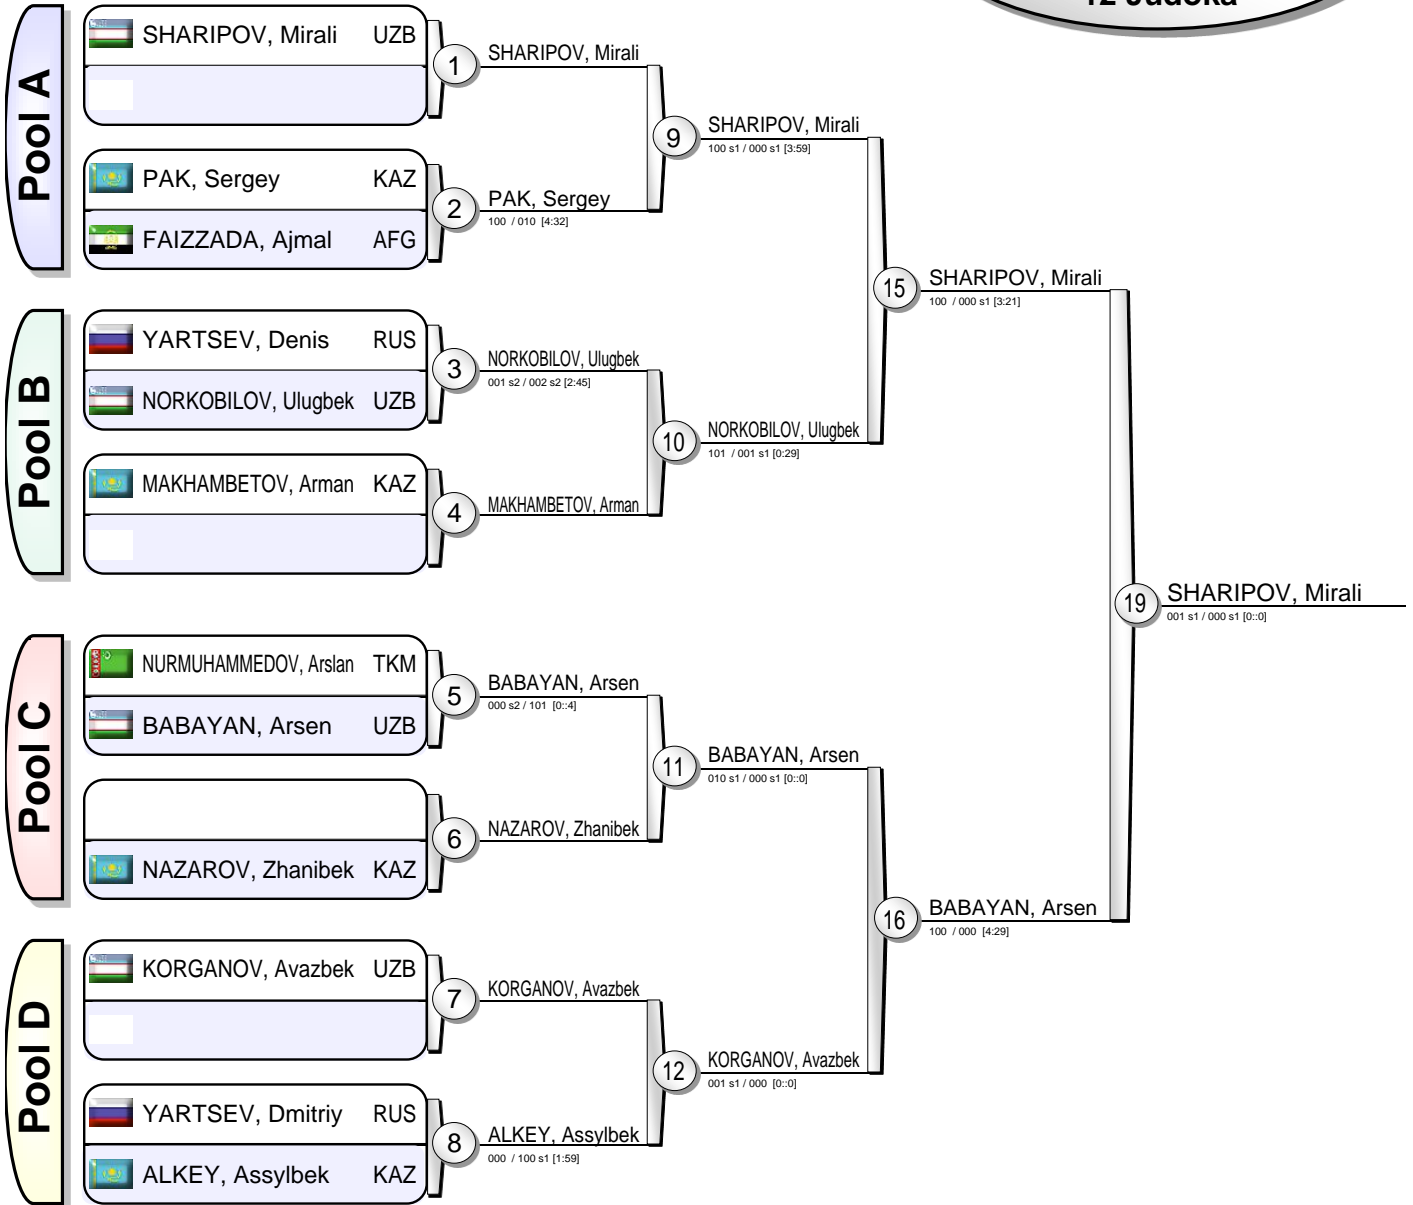 12 Judoka
Pool A
SHARIPOV, Mirali UZB
1
SHARIPOV, Mirali
PAK, Sergey KAZ
FAIZZADA, Ajmal AFG
2
PAK, Sergey
100 / 010 [4:32]
9
SHARIPOV, Mirali
100 s1 / 000 s1 [3:59]
Pool B
YARTSEV, Denis RUS
NORKOBILOV, Ulugbek UZB
3
NORKOBILOV, Ulugbek
001 s2 / 002 s2 [2:45]
MAKHAMBETOV, Arman KAZ
4
MAKHAMBETOV, Arman
10
NORKOBILOV, Ulugbek
101 / 001 s1 [0:29]
15
SHARIPOV, Mirali
100 / 000 s1 [3:21]
Pool C
NURMUHAMMEDOV, Arslan TKM
BABAYAN, Arsen UZB
5
BABAYAN, Arsen
000 s2 / 101 [0::4]
NAZAROV, Zhanibek KAZ
6
NAZAROV, Zhanibek
11
BABAYAN, Arsen
010 s1 / 000 s1 [0::0]
Pool D
KORGANOV, Avazbek UZB
7
KORGANOV, Avazbek
YARTSEV, Dmitriy RUS
ALKEY, Assylbek KAZ
8
ALKEY, Assylbek
000 / 100 s1 [1:59]
12
KORGANOV, Avazbek
001 s1 / 000 [0::0]
16
BABAYAN, Arsen
100 / 000 [4:29]
19
SHARIPOV, Mirali
001 s1 / 000 s1 [0::0]